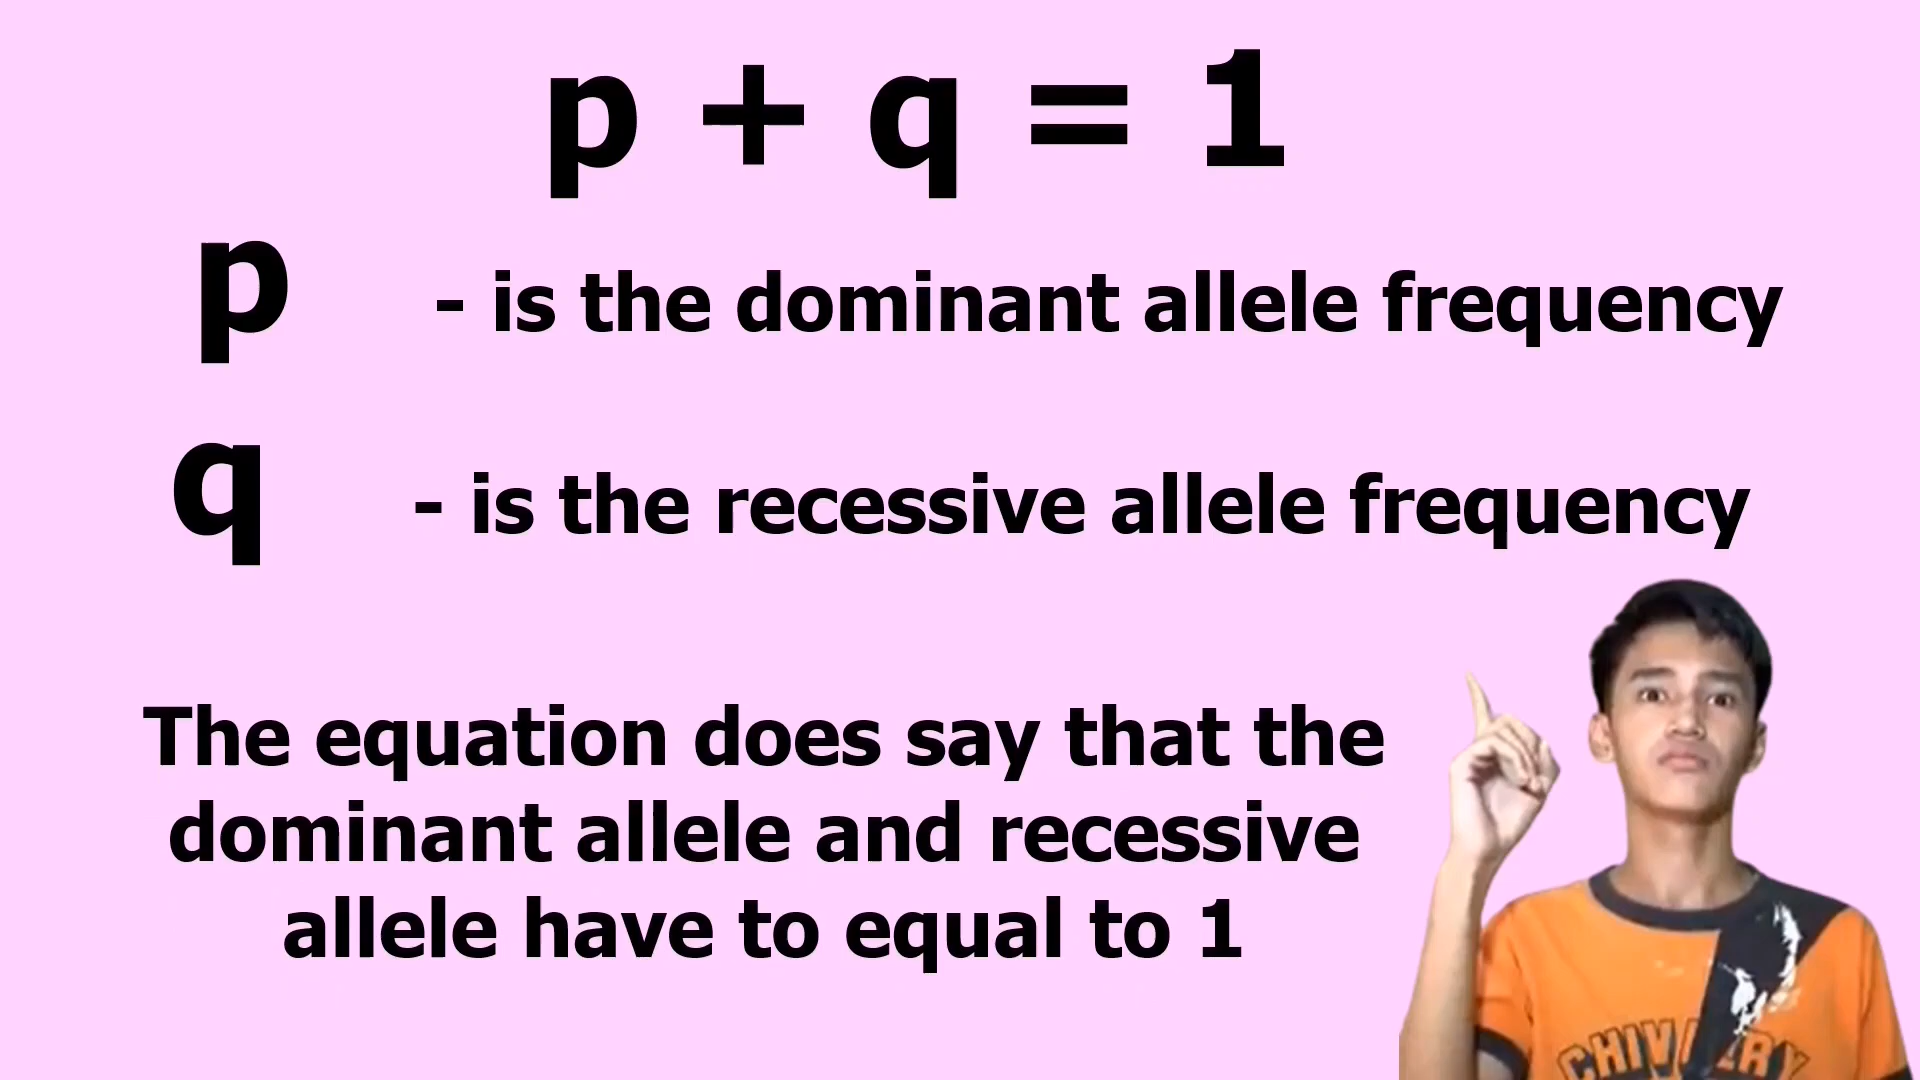 p + q = 1
p - is the dominant allele frequency
q - is the recessive allele frequency
The equation does say that the
dominant allele and recessive
allele have to equal to 1
CHIVALRY